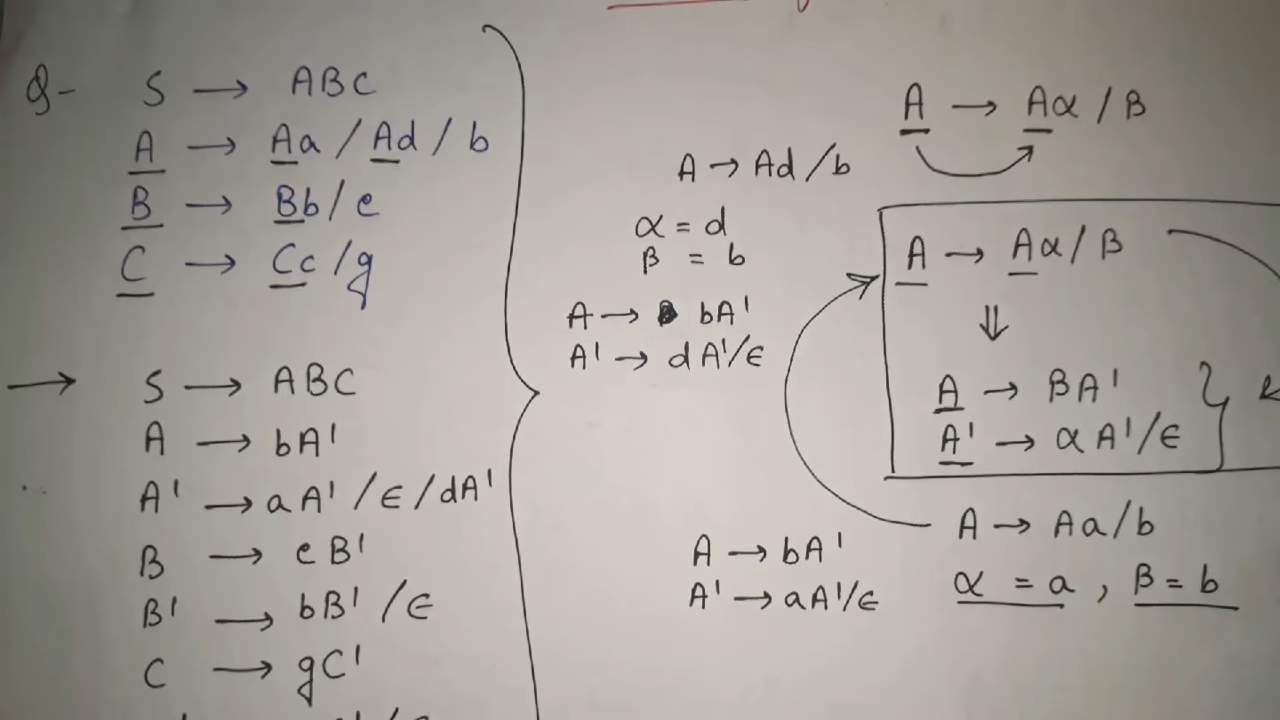 Q- S → ABC
A → Aa / Ad / b
B → Bb / e
C → Cc / g
→ S → ABC
A → bA'
A' → aA' / ϵ / dA'
B → eB'
B' → bB' / ϵ
C → gC'
A → Ad / b
α = d
β = b
A → bA'
A' → dA'/ϵ
A → bA'
A' → aA'/ϵ
A → Aα / β
A → Aα / β
⇓
A → βA'
A' → αA'/ϵ
A → Aa/b
α = a , β = b